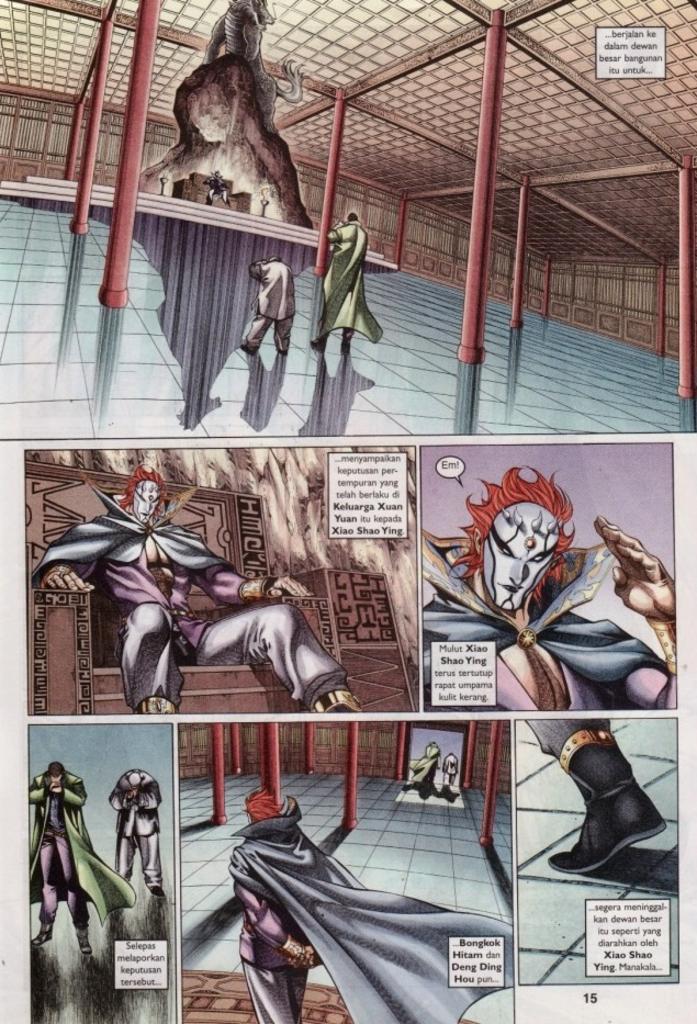 ...berjalan ke
dalam dewan
besar bangunan
itu untuk...
...menyampaikan
keputusan per-
tempuran yang
telah berlaku di
Keluarga Xuan
Yuan itu kepada
Xiao Shao Ying.
Em!
Mulut Xiao
Shao Ying
terus tertutup
rapat umpama
kulit kerang.
Selepas
melaporkan
keputusan
tersebut...
...Bongkok
Hitam dan
Deng Ding
Hou pun...
...segera meninggal-
kan dewan besar
itu seperti yang
diarahkan oleh
Xiao Shao
Ying. Manakala...
15